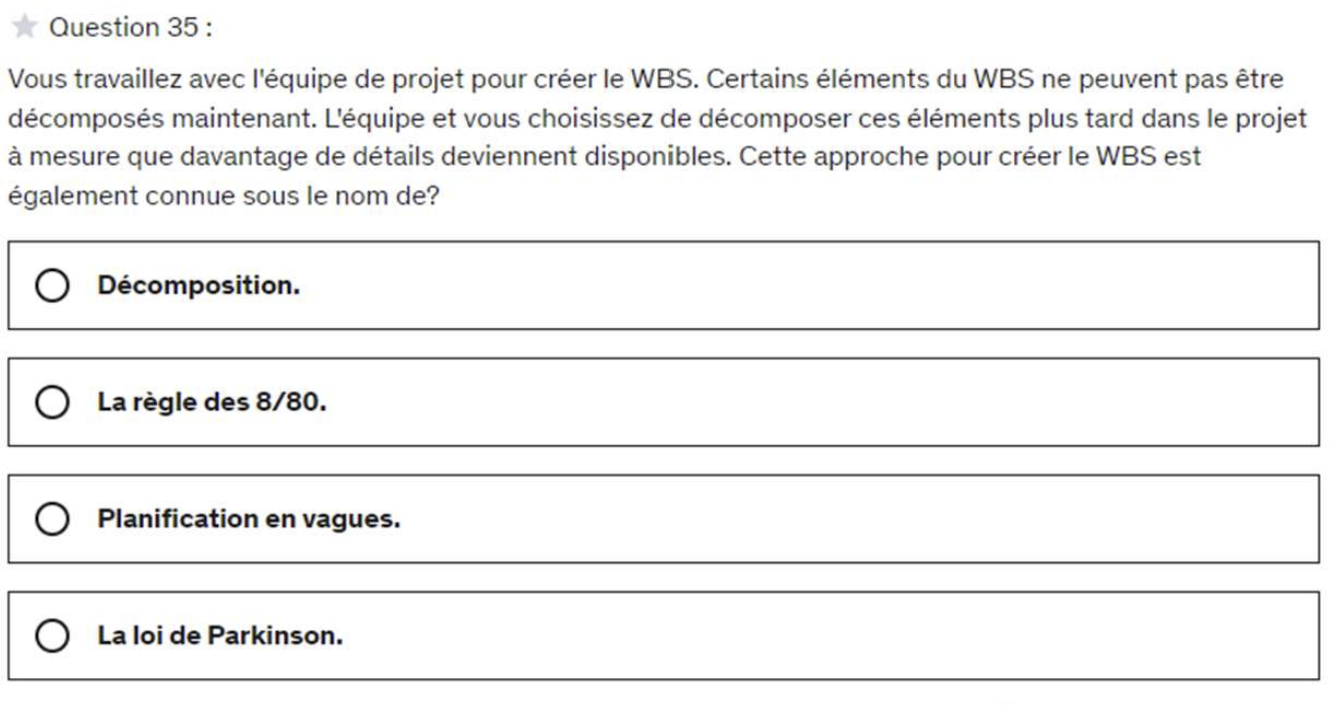 Question 35 :
Vous travaillez avec l'équipe de projet pour créer le WBS. Certains éléments du WBS ne peuvent pas être
décomposés maintenant. L'équipe et vous choisissez de décomposer ces éléments plus tard dans le projet
à mesure que davantage de détails deviennent disponibles. Cette approche pour créer le WBS est
également connue sous le nom de?
Décomposition.
La règle des 8/80.
Planification en vagues.
La loi de Parkinson.